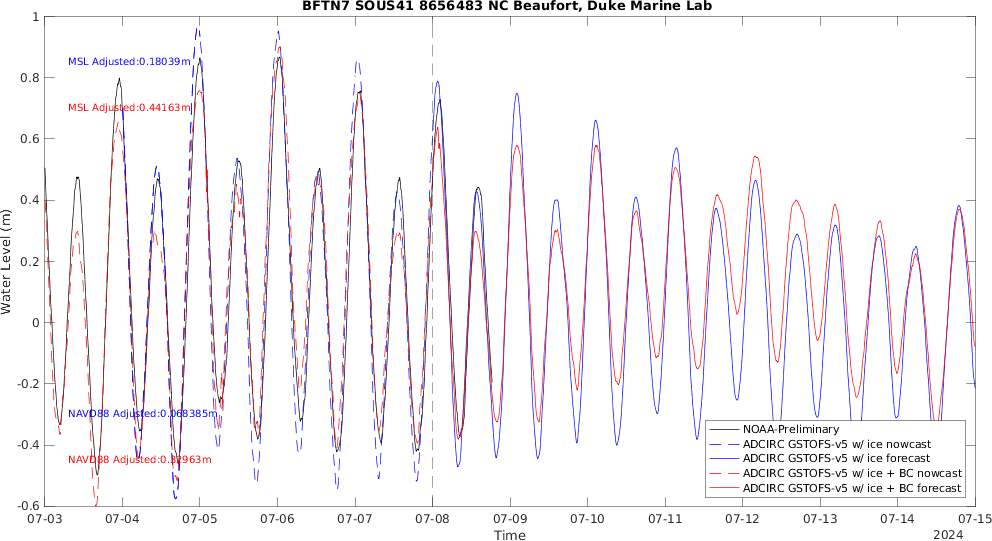 BFTN7 SOUS41 8656483 NC Beaufort, Duke Marine Lab
1
0.8
0.6
0.4
0.2
0
-0.2
-0.4
-0.6
Water Level (m)
MSL Adjusted:0.18039m
MSL Adjusted:0.44163m
NAVD88 Adjusted:0.068385m
NAVD88 Adjusted:0.32963m
NOAA-Preliminary
ADCIRC GSTOFS-v5 w/ ice nowcast
ADCIRC GSTOFS-v5 w/ ice forecast
ADCIRC GSTOFS-v5 w/ ice + BC nowcast
ADCIRC GSTOFS-v5 w/ ice + BC forecast
07-03 07-04 07-05 07-06 07-07 07-08 07-09 07-10 07-11 07-12 07-13 07-14 07-15
Time
2024